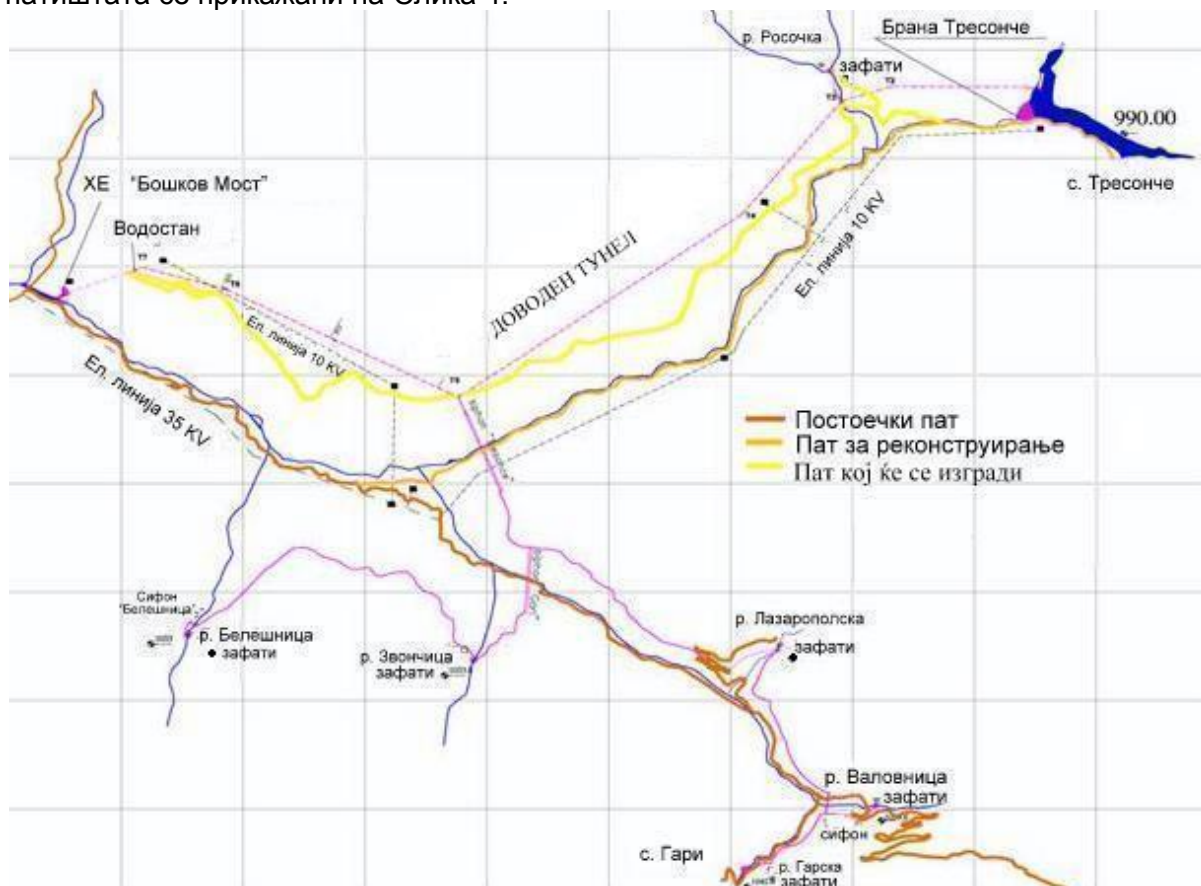 патиштата се прикажани на Слика 4.
р. Росочка
Брана Тресонче
зафати
990.00
с. Тресонче
ХЕ "Бошков Мост"
Водостан
ДОВОДЕН ТУНЕЛ
Ел. линија 10 KV
Ел. линија 10 KV
Ел. линија 35 KV
Постоечки пат
Пат за реконструирање
Пат кој ќе се изгради
Сифон
"Белешница"
р. Белешница
зафати
р. Звончица
зафати
р. Лазарополска
зафати
р. Валовница
зафати
сифон
с. Гари
р. Гарска
зафати